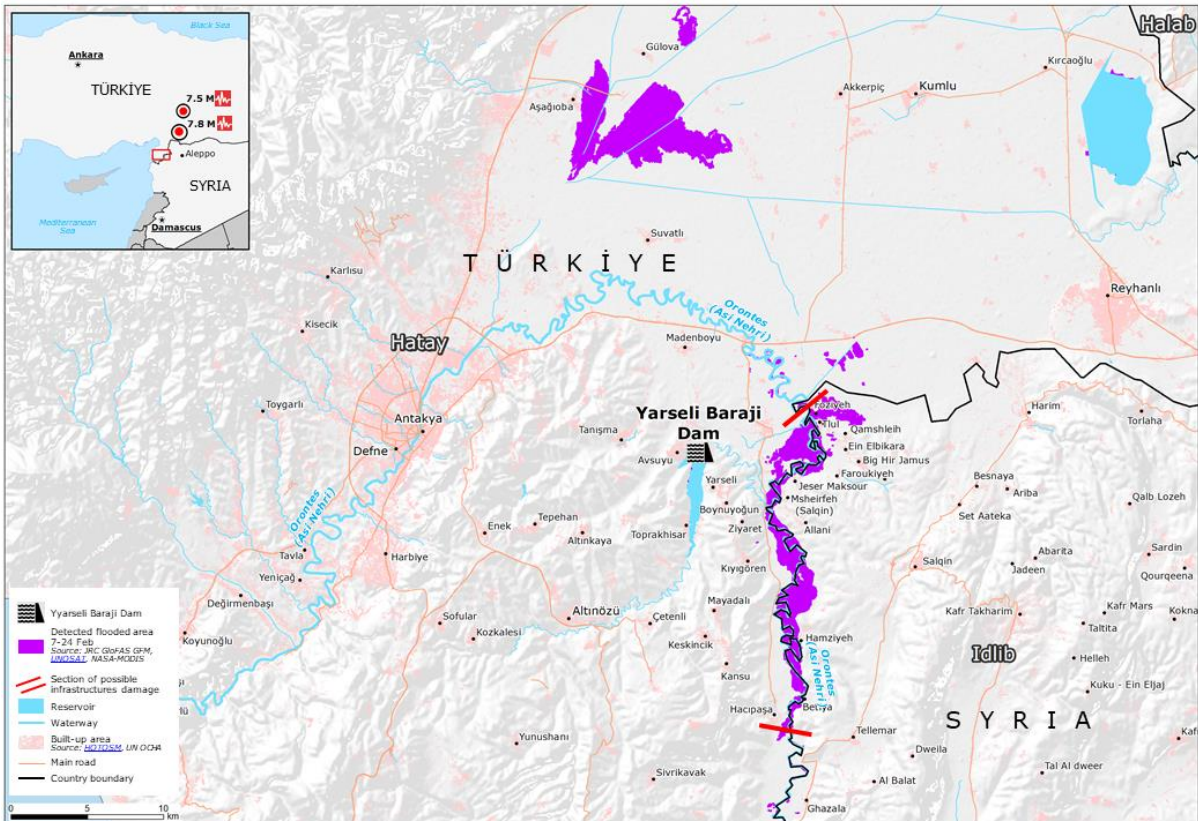 Black Sea
Ankara
TÜRKİYE
7.5 M
7.8 M
Aleppo
SYRIA
Mediterranean
Sea
Damascus
Halab
Gülova
Kırcaoğlu
Aşağıoba
Akkerpiç
Kumlu
Suvatlı
TÜRKİYE
Karlısu
Reyhanlı
Orontes
(Asi Nehri)
Kisecik
Hatay
Madenboyu
Toygarlı
Antakya
Yarseli Baraji
Dam
Foziyeh
Tlul
Harim
Torlaha
Tanışma
Qamshleih
Defne
Avsuyu
Ein Elbikara
Big Hir Jamus
Yarseli
Faroukiyeh
Besnaya
Jeser Maksour
Ariba
Boynuyoğun
Msheirfeh
(Salqin)
Qalb Lozeh
Set Aateka
Orontes
(Asi Nehri)
Enek
Tepehan
Toprakhisar
Ziyaret
Allani
Altınkaya
Tavla
Harbiye
Kıyıgören
Salqin
Abarita
Sardin
Jadeen
Qourqeena
Yeniçağ
Değirmenbaşı
Sofular
Altınözü
Mayadalı
Çetenli
Kafr Takharim
Kafr Mars
Taltita
Kokna
Koyunoğlu
Kozkalesi
Keskincik
Hamziyeh
Idlib
Helleh
Kansu
Orontes
(Asi Nehri)
Kuku - Ein Eljaj
Hacıpaşa
SYRIA
Yunushanı
Tellemar
Dweila
Sivrikavak
Al Balat
Tal Al dweer
Ghazala
Yyarseli Baraji Dam
Detected flooded area
7-24 Feb
Source: JRC GloFAS GFM,
UNOSAT, NASA-MODIS
Section of possible
infrastructures damage
Reservoir
Waterway
Built-up area
Source: HOTOSM, UN OCHA
Main road
Country boundary
0 5 10
km